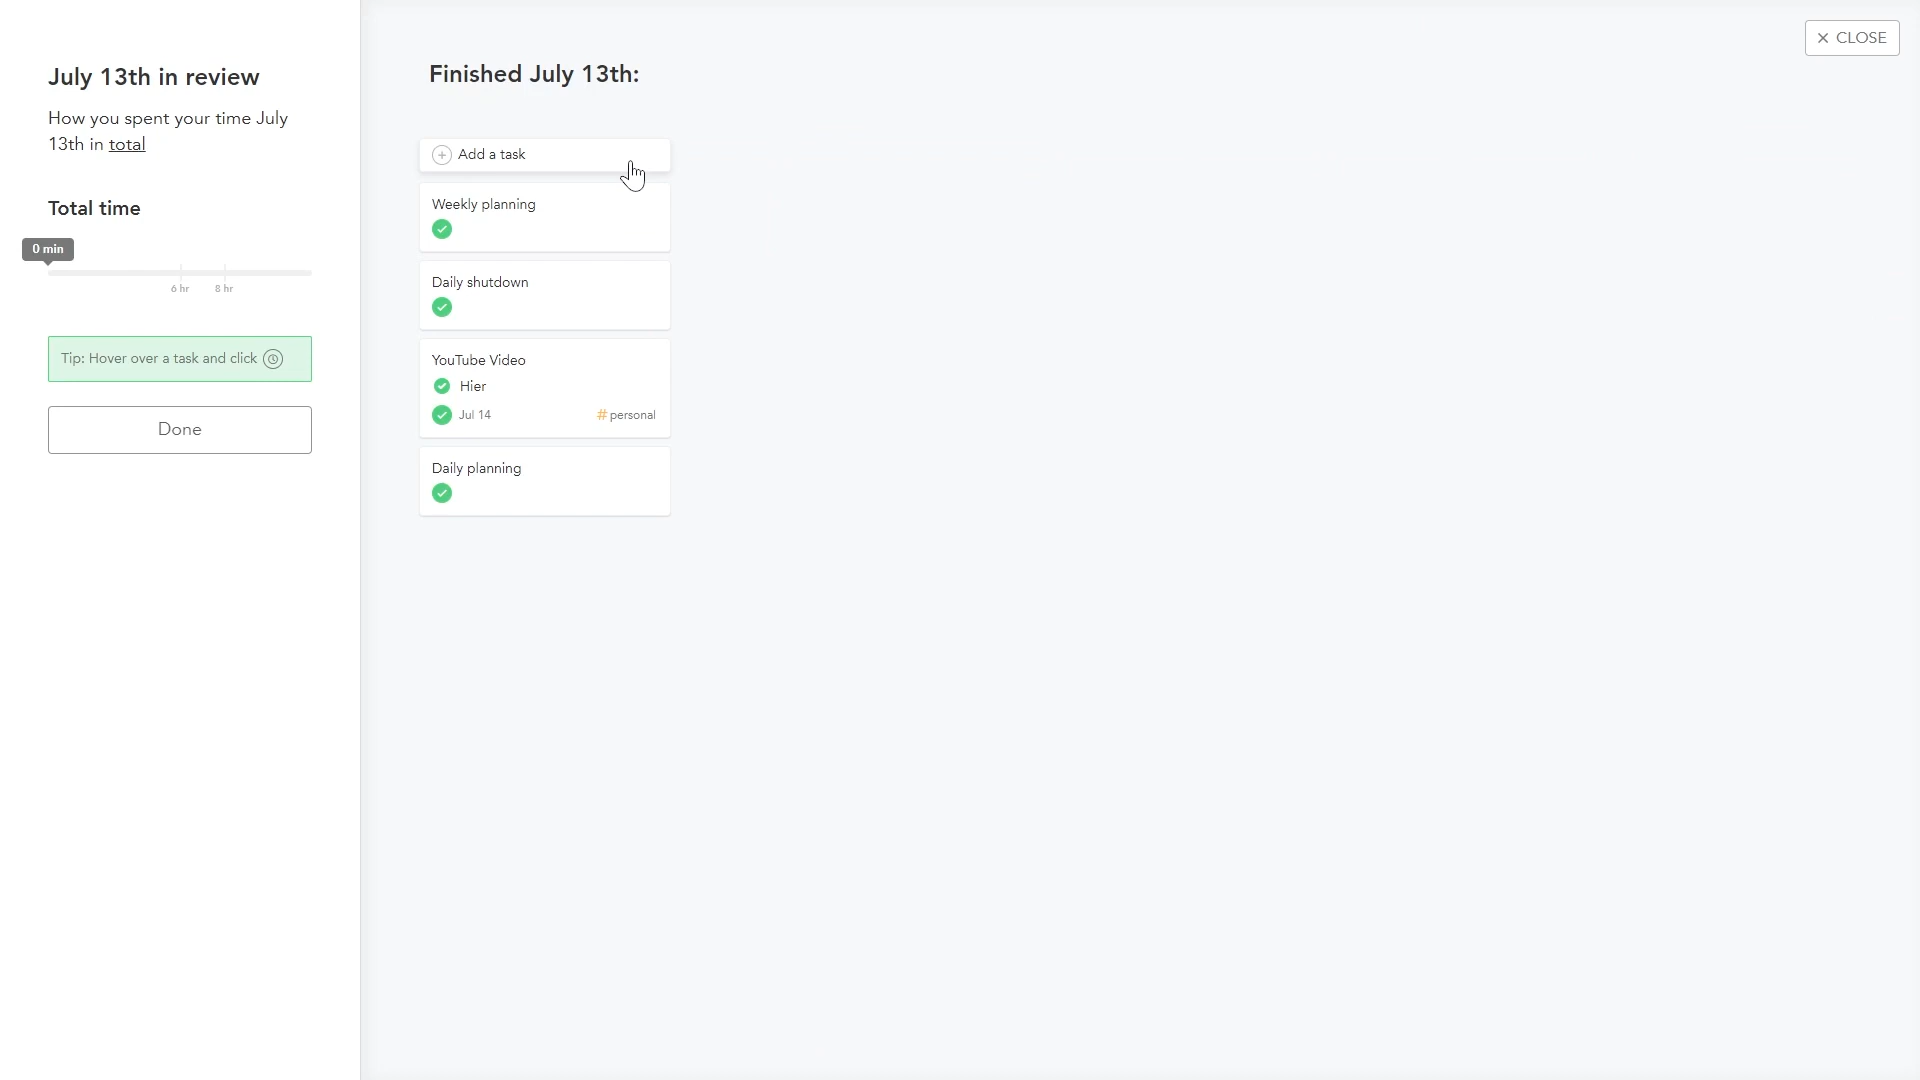 July 13th in review
How you spent your time July
13th in total
Total time
0 min
6 hr 8 hr
Tip: Hover over a task and click
Done
CLOSE
Finished July 13th:
Add a task
Weekly planning
Daily shutdown
YouTube Video
Hier
Jul 14 #personal
Daily planning